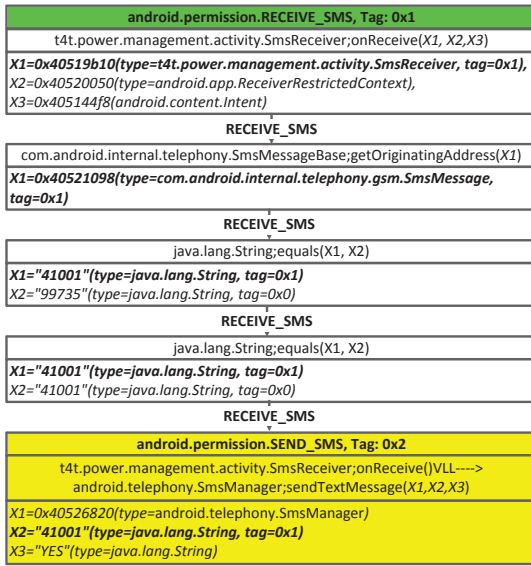 android.permission.RECEIVE_SMS, Tag: 0x1
t4t.power.management.activity.SmsReceiver;onReceive(X1, X2,X3)
X1=0x40519b10(type=t4t.power.management.activity.SmsReceiver, tag=0x1),
X2=0x40520050(type=android.app.ReceiverRestrictedContext),
X3=0x405144f8(android.content.Intent)
RECEIVE_SMS
com.android.internal.telephony.SmsMessageBase;getOriginatingAddress(X1)
X1=0x40521098(type=com.android.internal.telephony.gsm.SmsMessage,
tag=0x1)
RECEIVE_SMS
java.lang.String;equals(X1, X2)
X1="41001"(type=java.lang.String, tag=0x1)
X2="99735"(type=java.lang.String, tag=0x0)
RECEIVE_SMS
java.lang.String;equals(X1, X2)
X1="41001"(type=java.lang.String, tag=0x1)
X2="41001"(type=java.lang.String, tag=0x0)
RECEIVE_SMS
android.permission.SEND_SMS, Tag: 0x2
t4t.power.management.activity.SmsReceiver;onReceive()VLL---->
android.telephony.SmsManager;sendTextMessage(X1,X2,X3)
X1=0x40526820(type=android.telephony.SmsManager)
X2="41001"(type=java.lang.String, tag=0x1)
X3="YES"(type=java.lang.String)